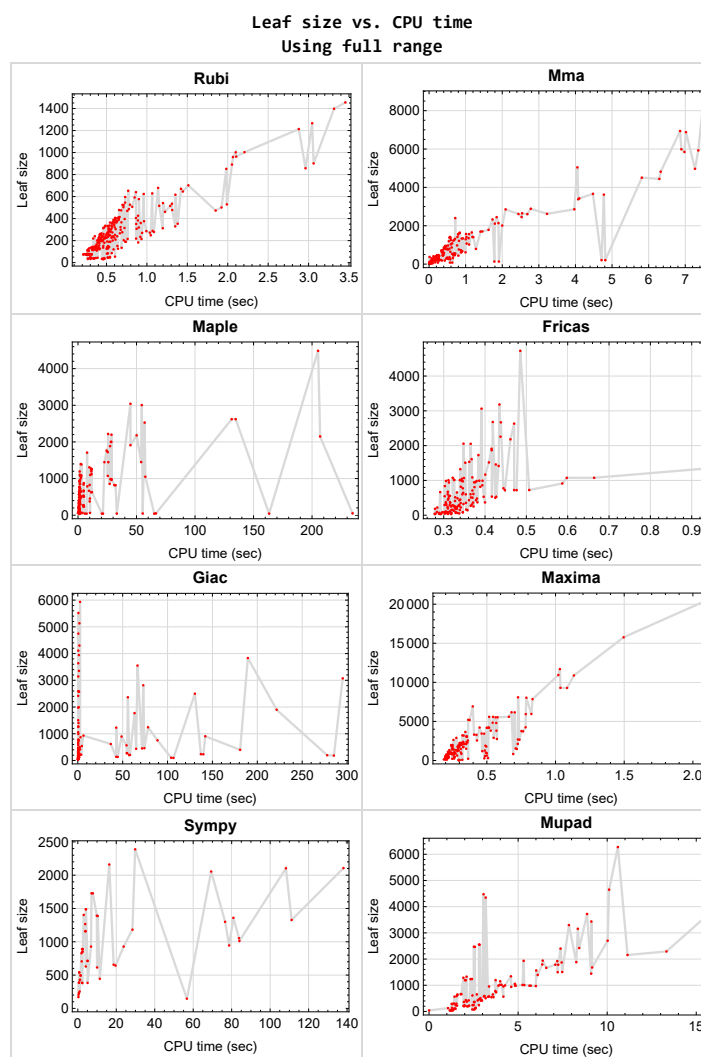 Leaf size vs. CPU time
Using full range
Rubi
Leaf size
1400
1200
1000
800
600
400
200
0
0.5 1.0 1.5 2.0 2.5 3.0 3.5
CPU time (sec)
Mma
Leaf size
8000
6000
4000
2000
0
0 1 2 3 4 5 6 7
CPU time (sec)
Maple
Leaf size
4000
3000
2000
1000
0
0 50 100 150 200
CPU time (sec)
Fricas
Leaf size
4000
3000
2000
1000
0
0.3 0.4 0.5 0.6 0.7 0.8 0.9
CPU time (sec)
Giac
Leaf size
6000
5000
4000
3000
2000
1000
0
0 50 100 150 200 250 300
CPU time (sec)
Maxima
Leaf size
20 000
15 000
10 000
5000
0
0.5 1.0 1.5 2.0
CPU time (sec)
Sympy
Leaf size
2500
2000
1500
1000
500
0
0 20 40 60 80 100 120 140
CPU time (sec)
Mupad
Leaf size
6000
5000
4000
3000
2000
1000
0
0 5 10 15
CPU time (sec)